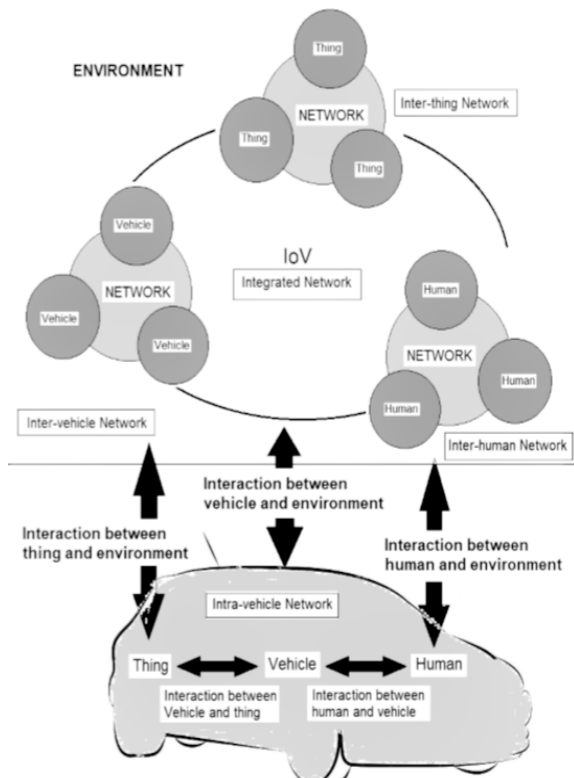 Thing
ENVIRONMENT
Inter-thing Network
NETWORK
Thing
Thing
Vehicle
IoV
Integrated Network
NETWORK
Human
Vehicle
Vehicle
NETWORK
Human
Human
Inter-vehicle Network
Inter-human Network
Interaction between
vehicle and environment
Interaction between
thing and environment
Interaction between
human and environment
Intra-vehicle Network
Thing
Vehicle
Human
Interaction between
Vehicle and thing
Interaction between
human and vehicle